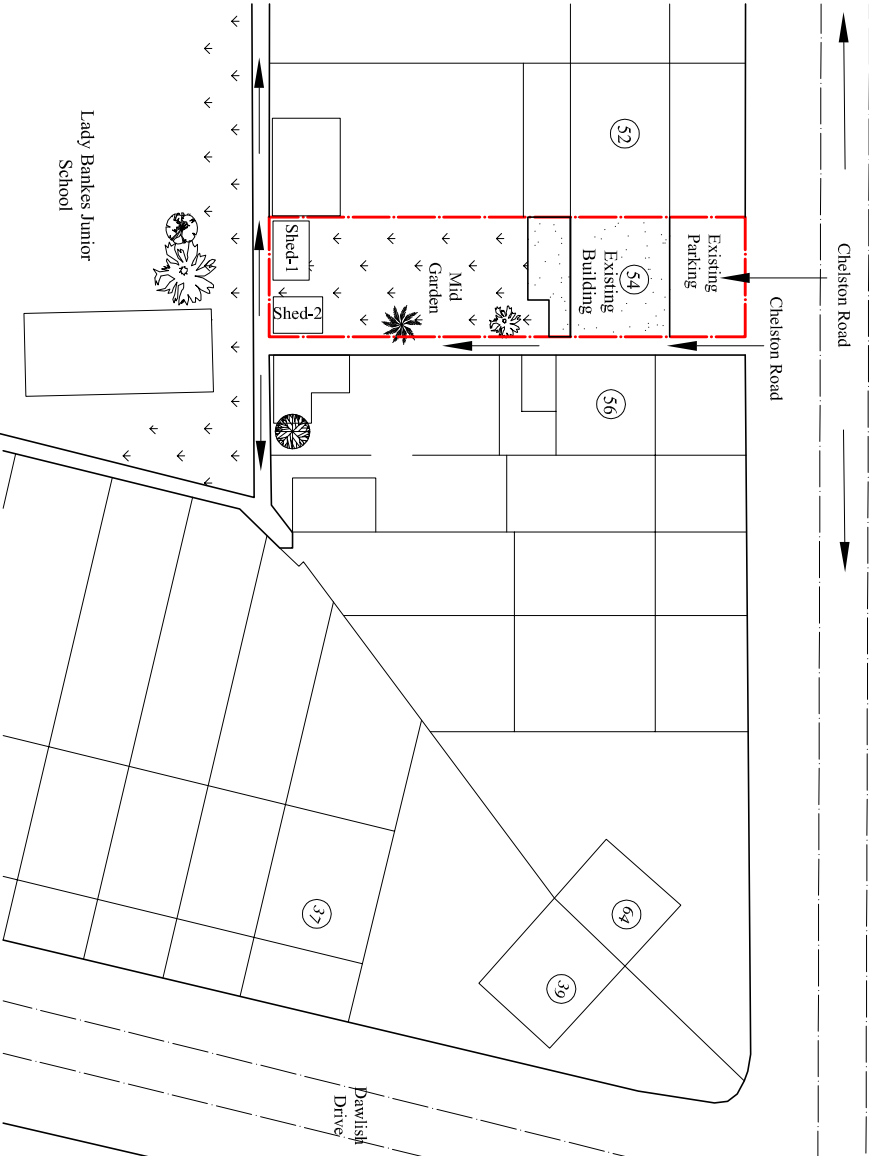 Chelston Road
Chelston Road
52
Existing
Parking
54
Existing
Building
Mid
Garden
Shed-1
Shed-2
Lady Bankes Junior
School
56
64
39
37
Dawlish
Drive